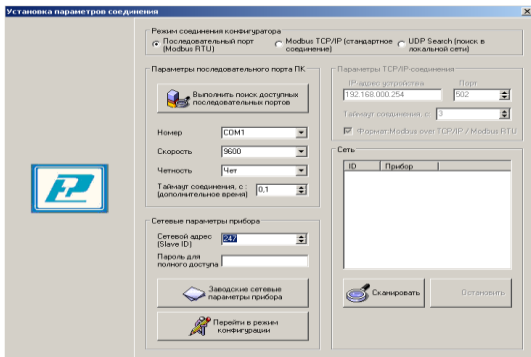 Установка параметров соединения
Режим соединения конфигуратора
Последовательный порт (Modbus RTU)
Modbus TCP/IP (стандартное соединение)
UDP Search (поиск в локальной сети)
Параметры последовательного порта ПК
Выполнить поиск доступных последовательных портов
Номер COM1
Скорость 9600
Четность Чет
Таймаут соединения, с : (дополнительное время) 0,1
Сетевые параметры прибора
Сетевой адрес (Slave ID) 247
Пароль для полного доступа
Заводские сетевые параметры прибора
Перейти в режим конфигурации
Параметры TCP/IP-соединения
IP-адрес устройства Порт
192.168.000.254 502
Таймаут соединения, с: 3
Формат:Modbus over TCP/IP / Modbus RTU
Сеть
ID Прибор
Сканировать Остановить